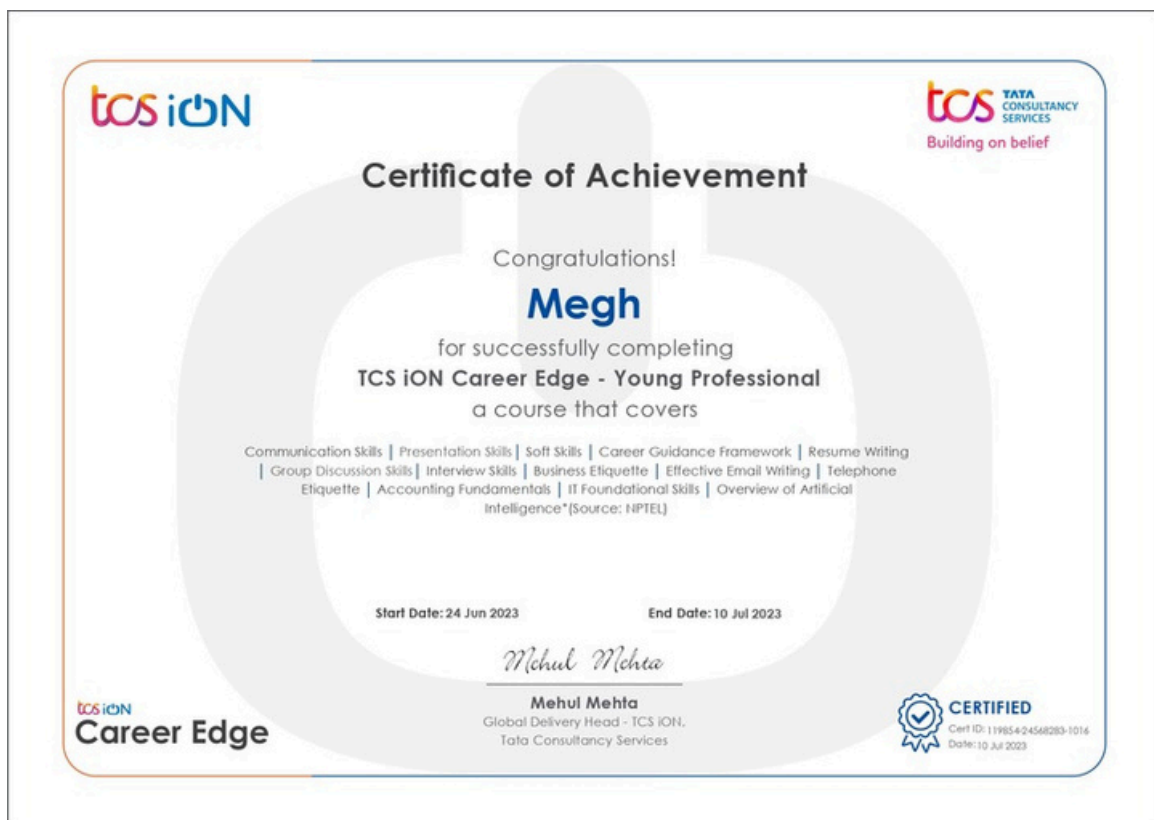 tcs iON
tcs TATA
CONSULTANCY
SERVICES
Building on belief
Certificate of Achievement
Congratulations!
Megh
for successfully completing
TCS iON Career Edge - Young Professional
a course that covers
Communication Skills | Presentation Skills | Soft Skills | Career Guidance Framework | Resume Writing
| Group Discussion Skills | Interview Skills | Business Etiquette | Effective Email Writing | Telephone
Etiquette | Accounting Fundamentals | IT Foundational Skills | Overview of Artificial
Intelligence*(Source: NPTEL)
Start Date: 24 Jun 2023 End Date: 10 Jul 2023
Mehul Mehta
Mehul Mehta
Global Delivery Head - TCS iON,
Tata Consultancy Services
tcs iON
Career Edge
CERTIFIED
Cert ID: 119854-24568283-1016
Date: 10 Jul 2023